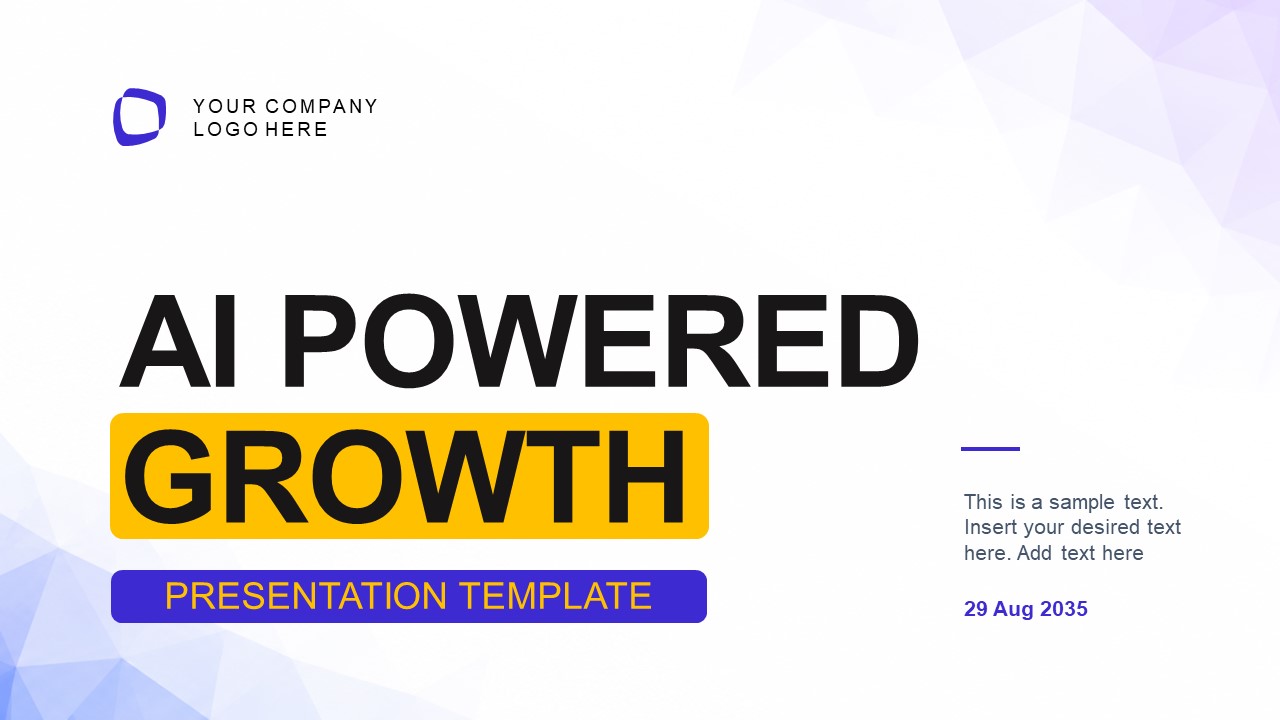 YOUR COMPANY
LOGO HERE
AI POWERED
GROWTH
PRESENTATION TEMPLATE
This is a sample text.
Insert your desired text
here. Add text here
29 Aug 2035